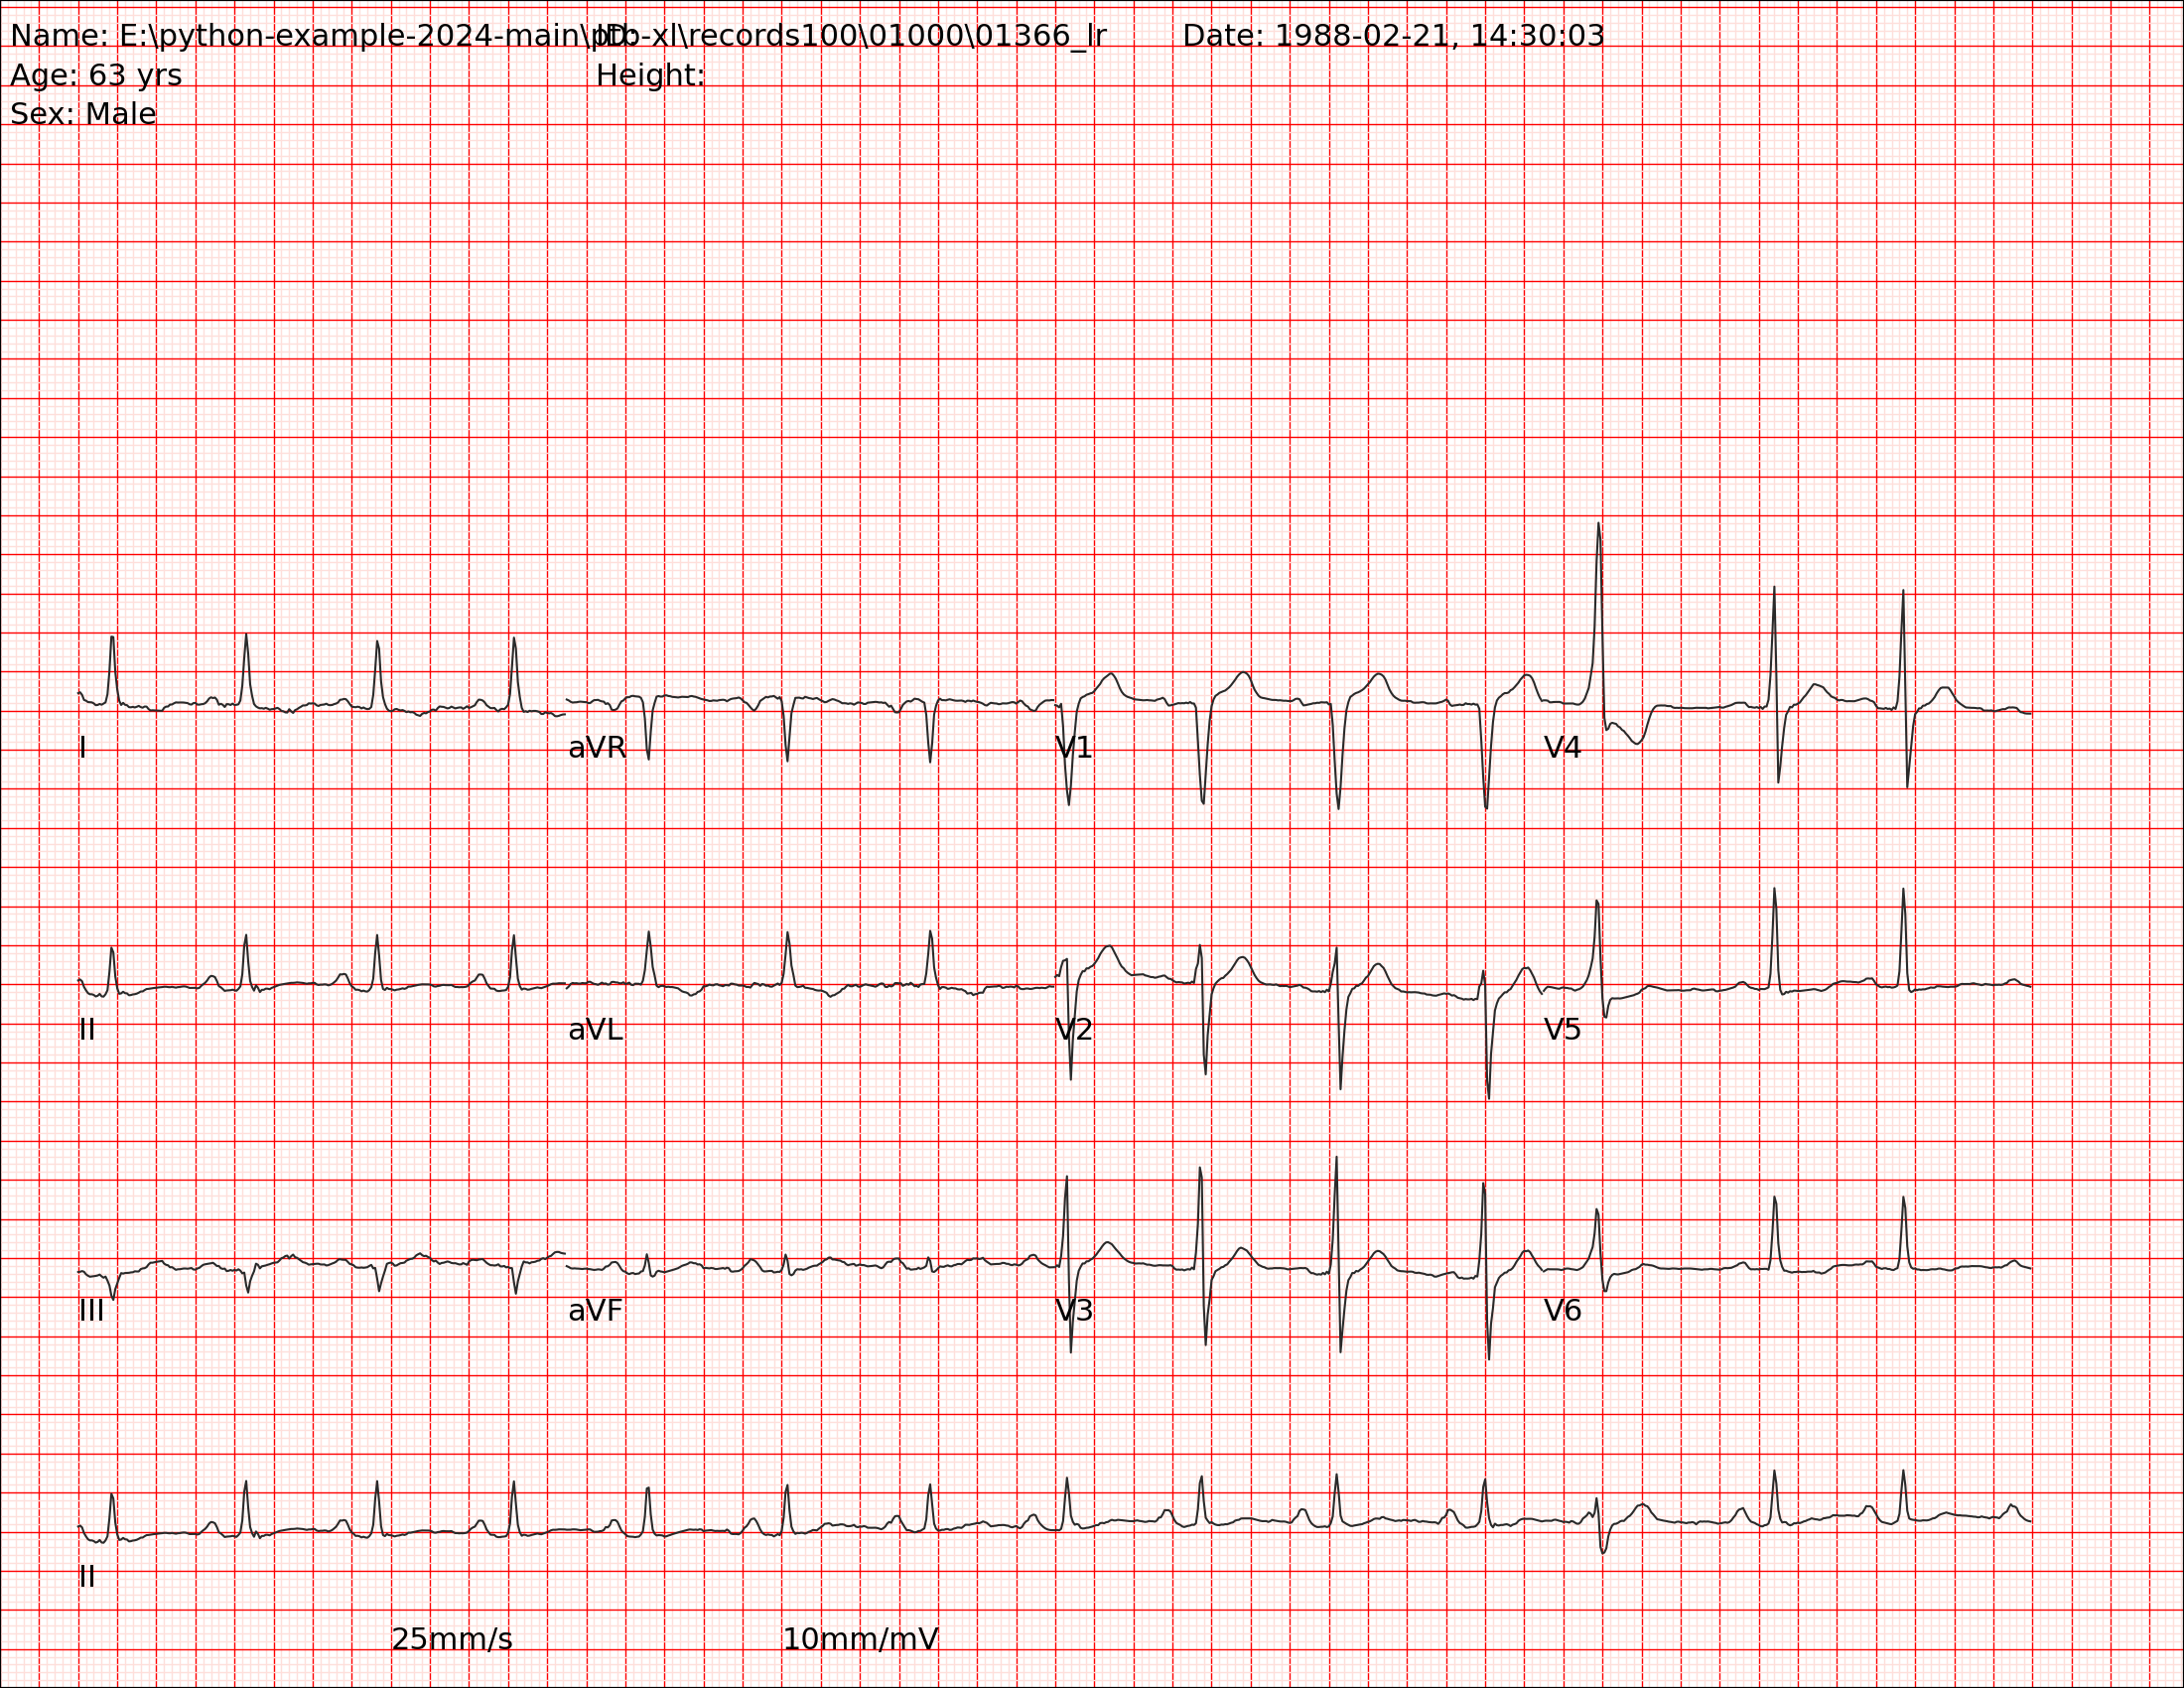 Name: E:\python-example-2024-main\ptb-xl\records100\01000\01366_lr ID: Date: 1988-02-21, 14:30:03
Age: 63 yrs Height:
Sex: Male
I aVR V1 V4
II aVL V2 V5
III aVF V3 V6
II
25mm/s 10mm/mV